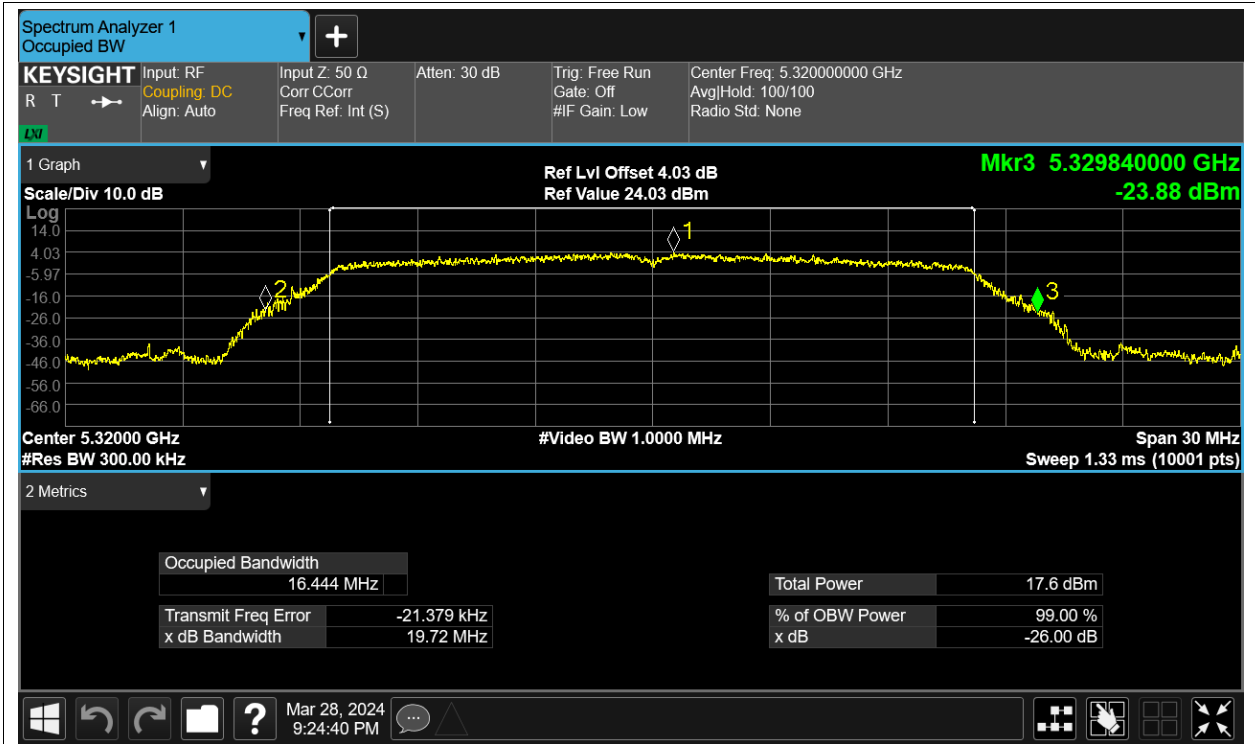 Spectrum Analyzer 1
Occupied BW
KEYSIGHT
R T
LXI
Input: RF
Coupling: DC
Align: Auto
Input Z: 50 Ω
Corr CCorr
Freq Ref: Int (S)
Atten: 30 dB
Trig: Free Run
Gate: Off
#IF Gain: Low
Center Freq: 5.320000000 GHz
Avg|Hold: 100/100
Radio Std: None
1 Graph
Scale/Div 10.0 dB
Ref Lvl Offset 4.03 dB
Ref Value 24.03 dBm
Mkr3 5.329840000 GHz
-23.88 dBm
Log
14.0
4.03
-5.97
-16.0
-26.0
-36.0
-46.0
-56.0
-66.0
1
2
3
Center 5.32000 GHz
#Res BW 300.00 kHz
#Video BW 1.0000 MHz
Span 30 MHz
Sweep 1.33 ms (10001 pts)
2 Metrics
Occupied Bandwidth
16.444 MHz
Transmit Freq Error -21.379 kHz
x dB Bandwidth 19.72 MHz
Total Power 17.6 dBm
% of OBW Power 99.00 %
x dB -26.00 dB
?
Mar 28, 2024
9:24:40 PM